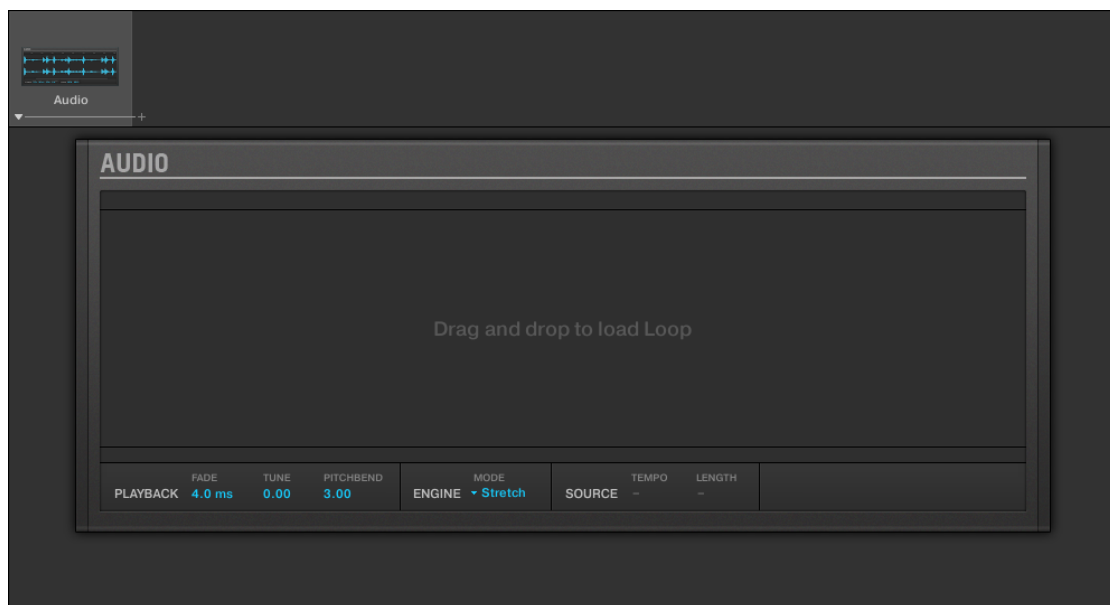 Audio
AUDIO
Drag and drop to load Loop
FADE TUNE PITCHBEND MODE TEMPO LENGTH
PLAYBACK 4.0 ms 0.00 3.00 ENGINE Stretch SOURCE – –